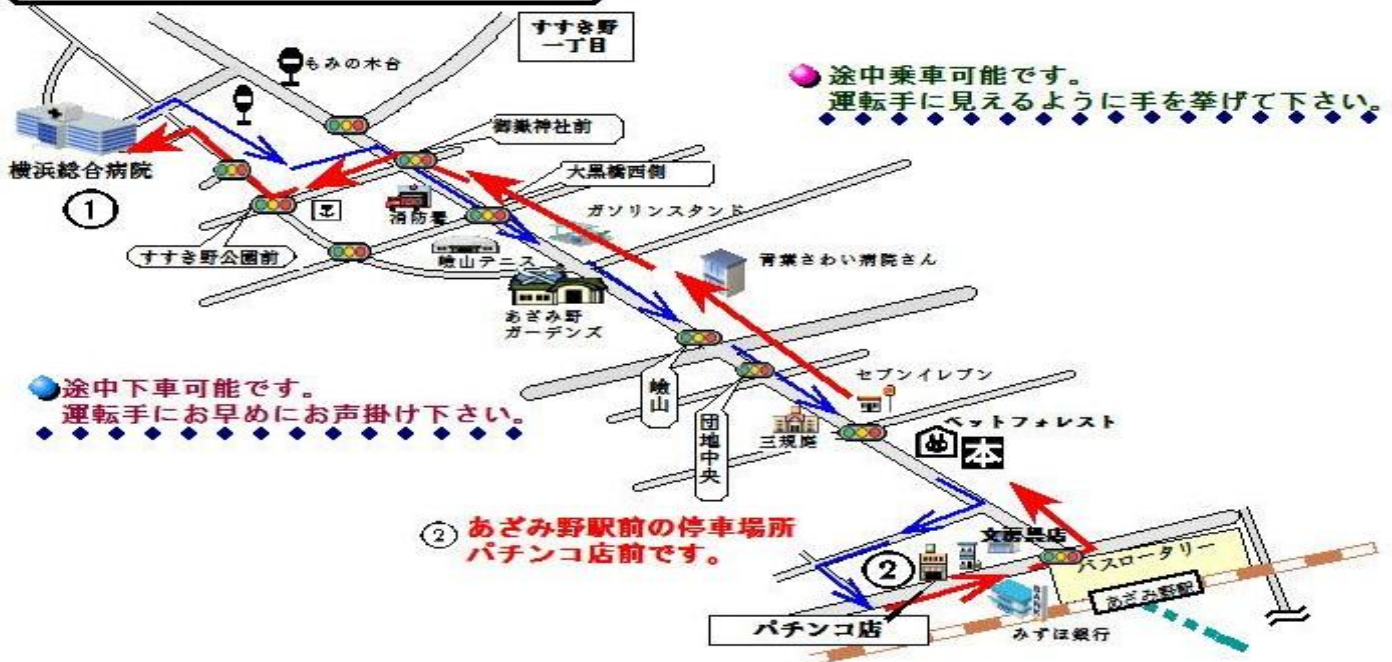 すすき野
一丁目
もみの木台
途中乗車可能です。
運転手に見えるように手を挙げて下さい。
御嶽神社前
横浜総合病院
①
大黒橋西側
消防署
ガソリンスタンド
すすき野公園前
嶮山テニス
青葉さわい病院さん
あざみ野
ガーデンズ
途中下車可能です。
運転手にお早めにお声掛け下さい。
嶮山
団地中央
セブンイレブン
三規庭
ペットフォレスト
本
② あざみ野駅前の停車場所
パチンコ店前です。
文房具店
②
バスロータリー
あざみ野駅
BANK
みずほ銀行
パチンコ店